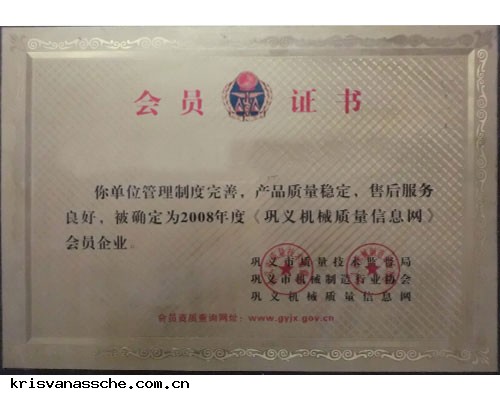 会员证书
你单位管理制度完善，产品质量稳定，售后服务
良好，被确定为2008年度《巩义机械质量信息网》
会员企业。
巩义市质量技术监督局
巩义市机械制造行业协会
巩义机械质量信息网
会员资质查询网址：www.gyjx.gov.cn
krisvanassche.com.cn